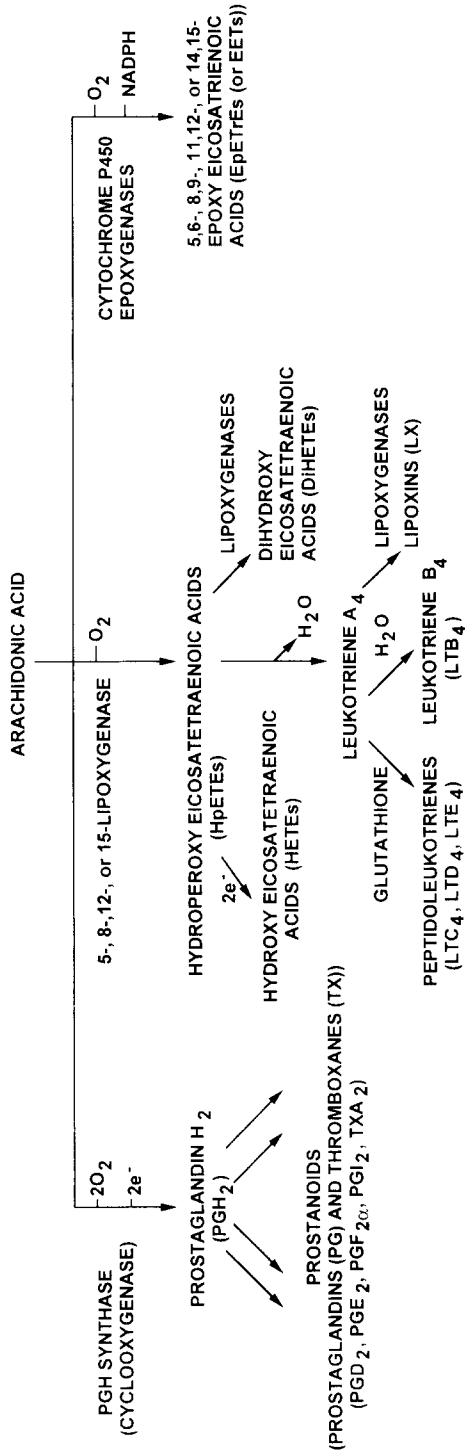 ARACHIDONIC ACID
PGH SYNTHASE
(CYCLOOXYGENASE)
2O₂
2e⁻
PROSTAGLANDIN H₂
(PGH₂)
PROSTANOIDS
(PROSTAGLANDINS (PG) AND THROMBOXANES (TX))
(PGD₂, PGE₂, PGF₂α, PGI₂, TXA₂)
5-, 8-,12-, or 15-LIPOXYGENASE
O₂
HYDROPEROXY EICOSATETRAENOIC ACIDS
(HpETEs)
2e⁻
HYDROXY EICOSATETRAENOIC
ACIDS (HETEs)
LIPOXYGENASES
DIHYDROXY
EICOSATETRAENOIC
ACIDS (DiHETEs)
H₂O
LEUKOTRIENE A₄
GLUTATHIONE
H₂O
LIPOXYGENASES
LIPOXINS (LX)
PEPTIDOLEUKOTRIENES
(LTC₄, LTD₄, LTE₄)
LEUKOTRIENE B₄
(LTB₄)
CYTOCHROME P450
EPOXYGENASES
O₂
NADPH
5,6-, 8,9-, 11,12-, or 14,15-
EPOXY EICOSATRIENOIC
ACIDS (EpETrEs (or EETs))